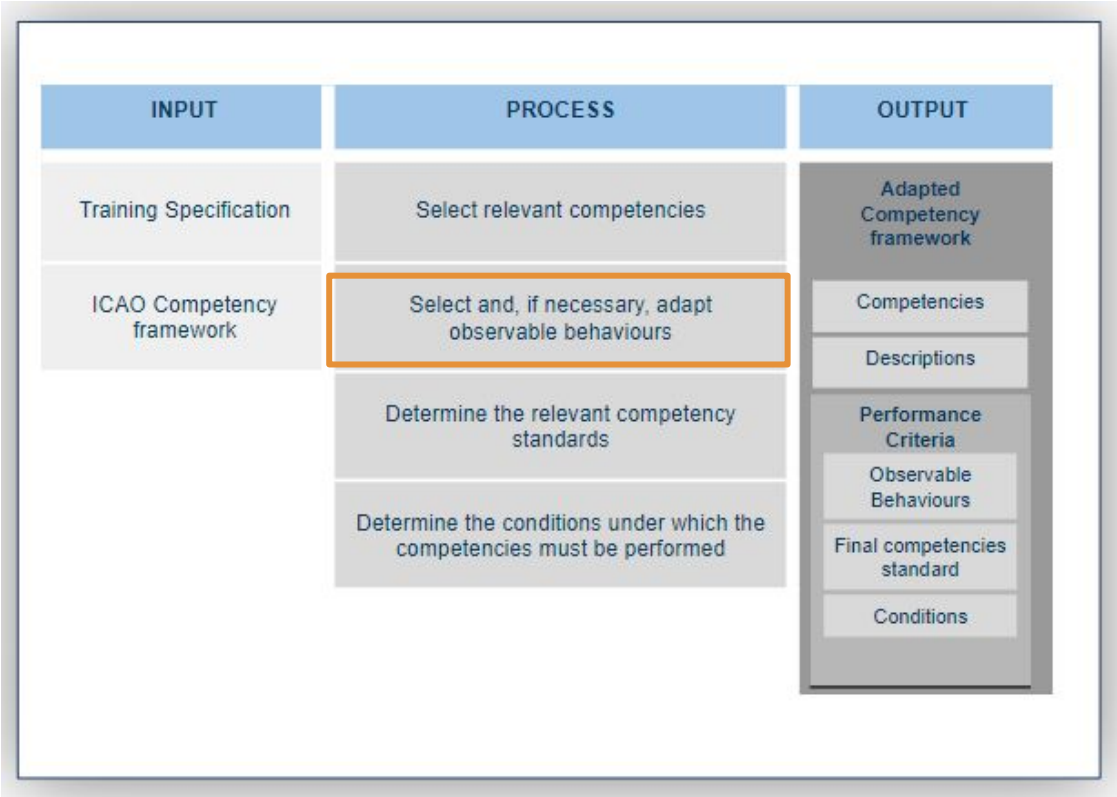 INPUT
PROCESS
OUTPUT
Training Specification
Select relevant competencies
Adapted
Competency
framework
ICAO Competency
framework
Select and, if necessary, adapt
observable behaviours
Competencies
Descriptions
Determine the relevant competency
standards
Performance
Criteria
Observable
Behaviours
Determine the conditions under which the
competencies must be performed
Final competencies
standard
Conditions